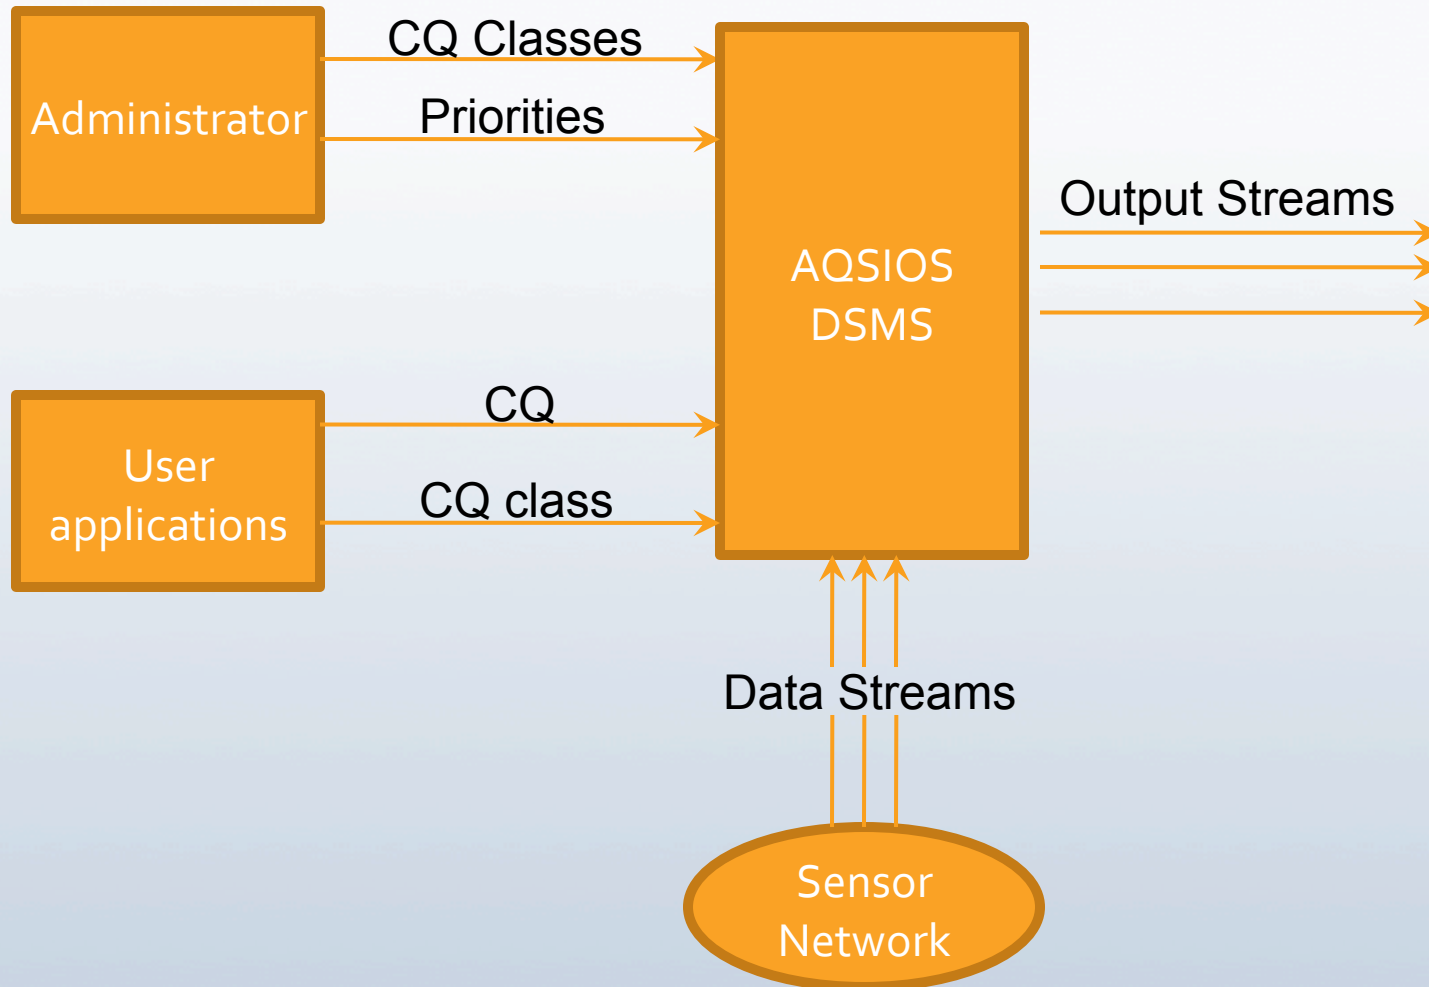 CQ Classes
Administrator
Priorities
Output Streams
AQSIOS
DSMS
CQ
User
applications
CQ class
Data Streams
Sensor
Network